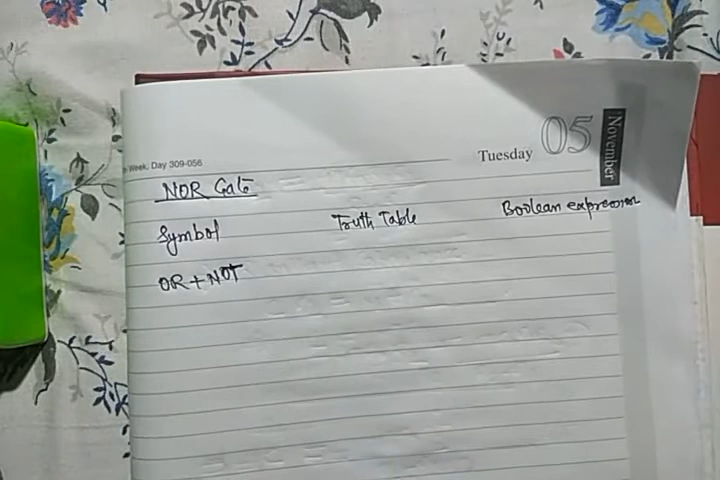 Week; Day 309-056
Tuesday 05 November
NOR Gate
Symbol Truth Table Boolean expression
OR + NOT